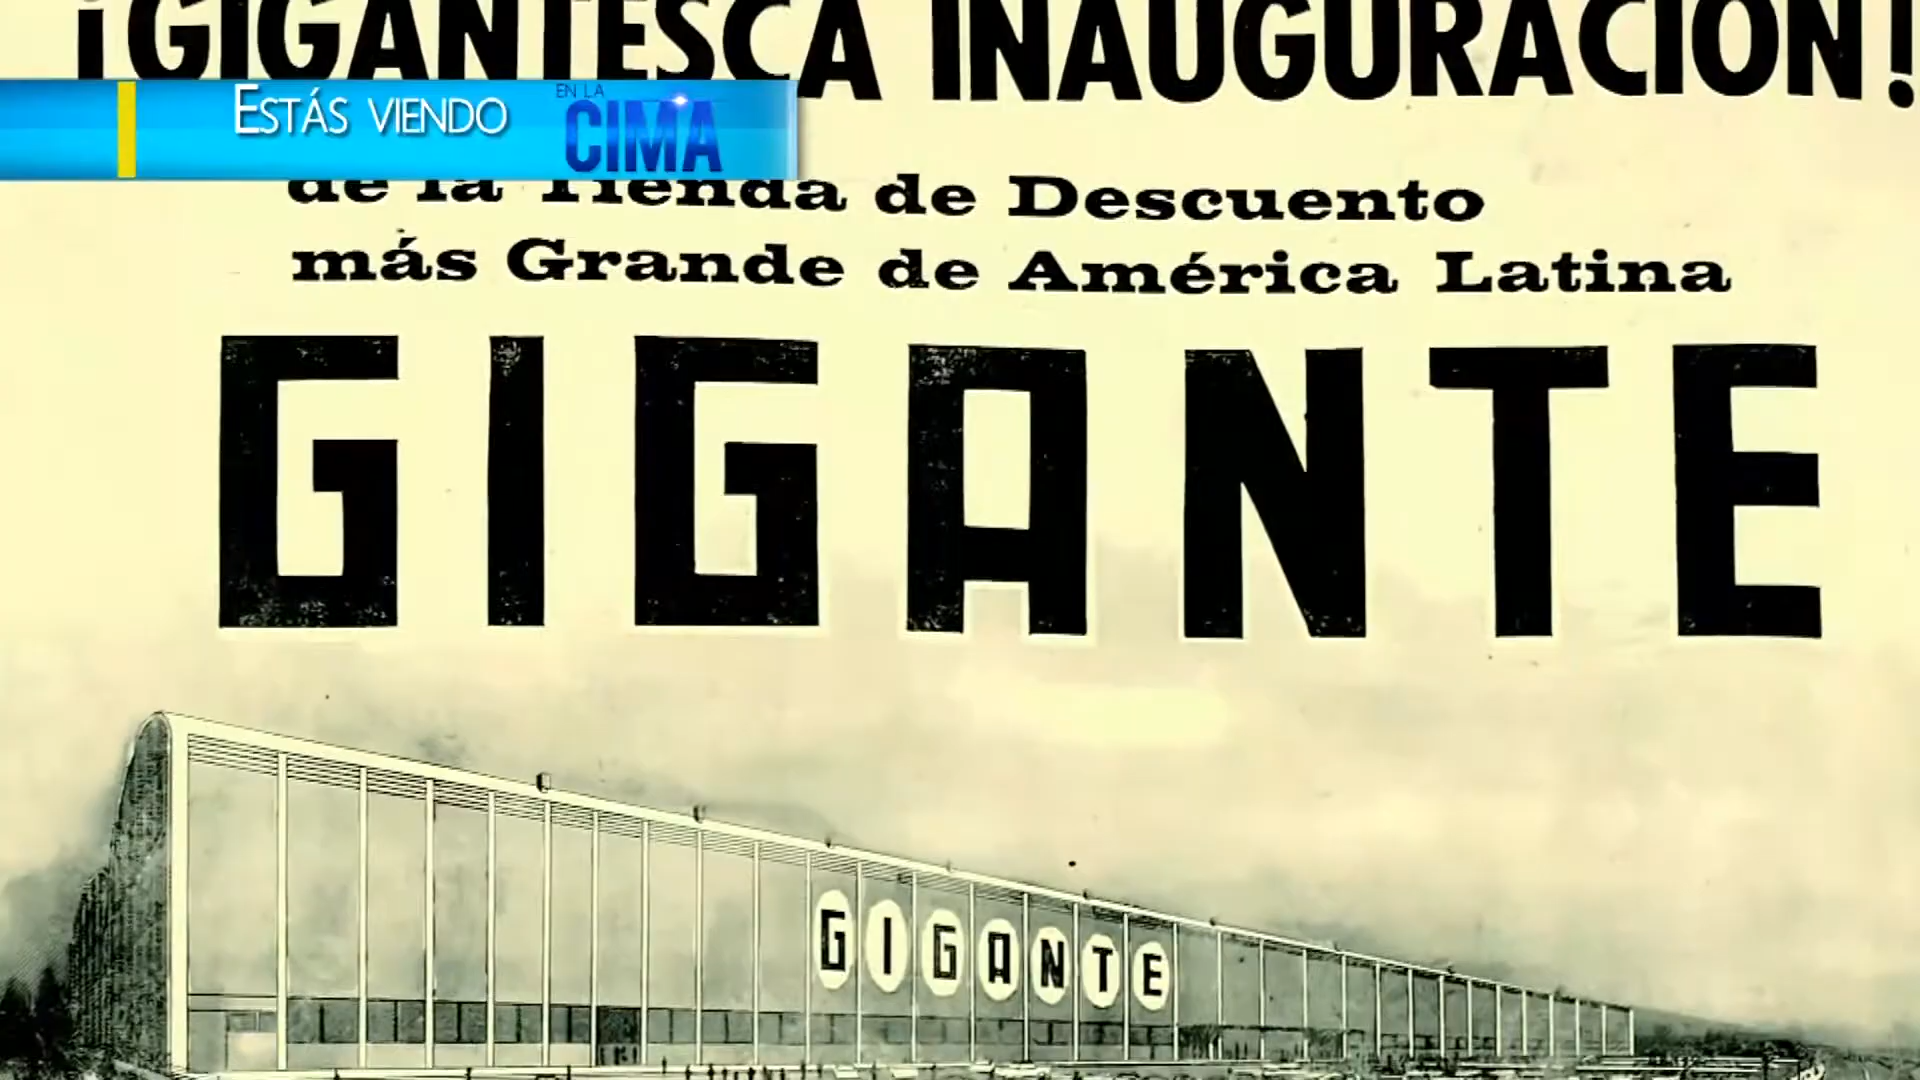 ¡GIGANTESCA INAUGURACION!
ESTÁS VIENDO
EN LA
CIMA
de la Tienda de Descuento
más Grande de América Latina
GIGANTE
GIGANTE